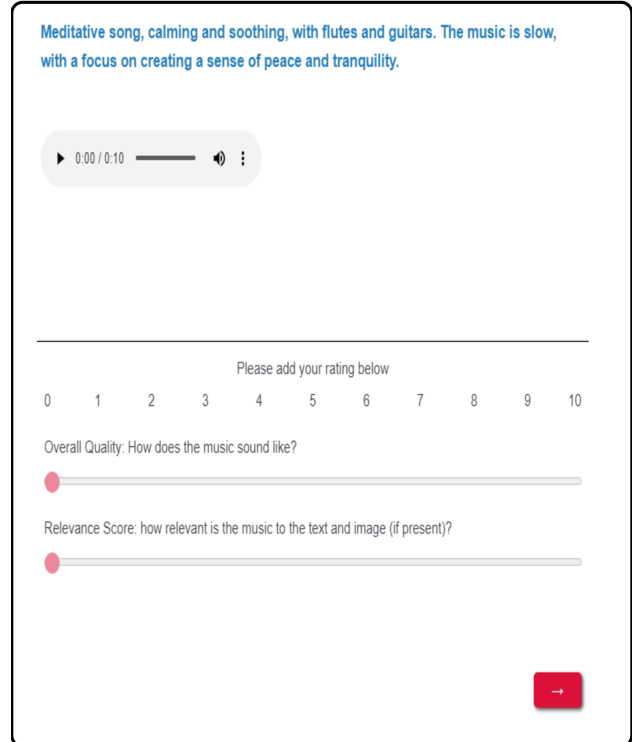 Meditative song, calming and soothing, with flutes and guitars. The music is slow,
with a focus on creating a sense of peace and tranquility.
0:00 / 0:10
Please add your rating below
0 1 2 3 4 5 6 7 8 9 10
Overall Quality: How does the music sound like?
Relevance Score: how relevant is the music to the text and image (if present)?
→